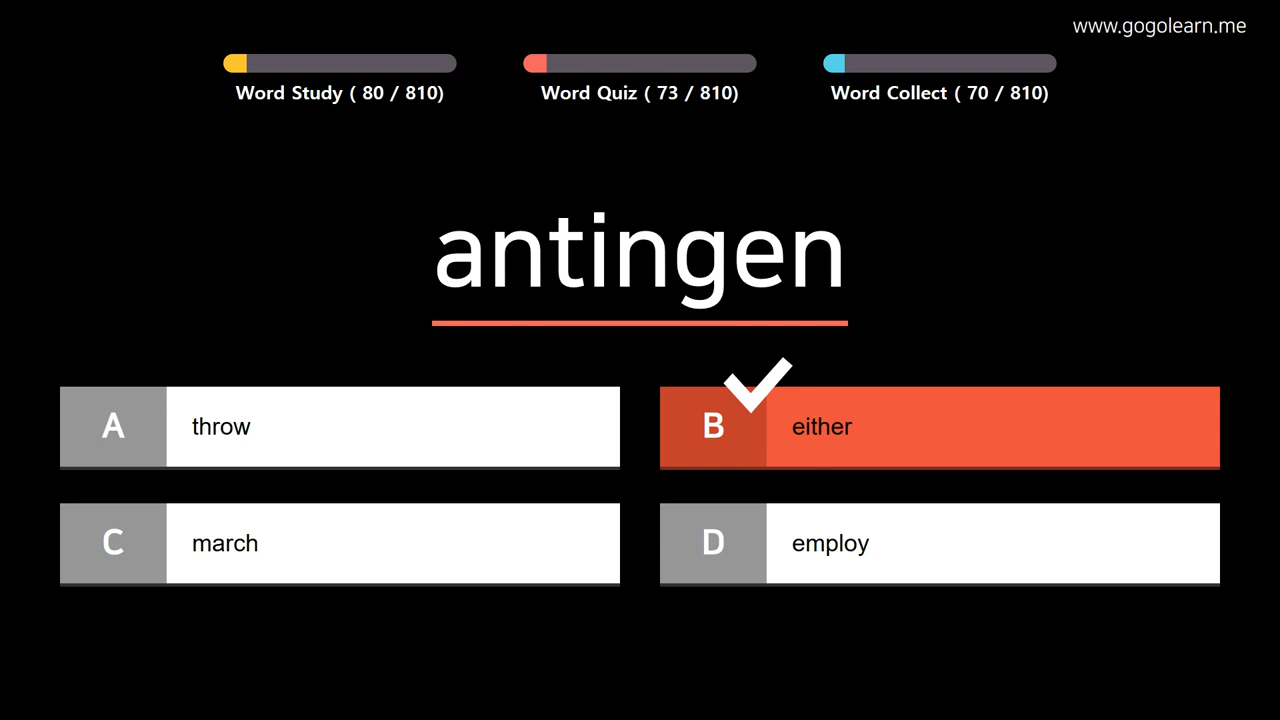 www.gogolearn.me
Word Study ( 80 / 810)
Word Quiz ( 73 / 810)
Word Collect ( 70 / 810)
antingen
A throw
B either
C march
D employ